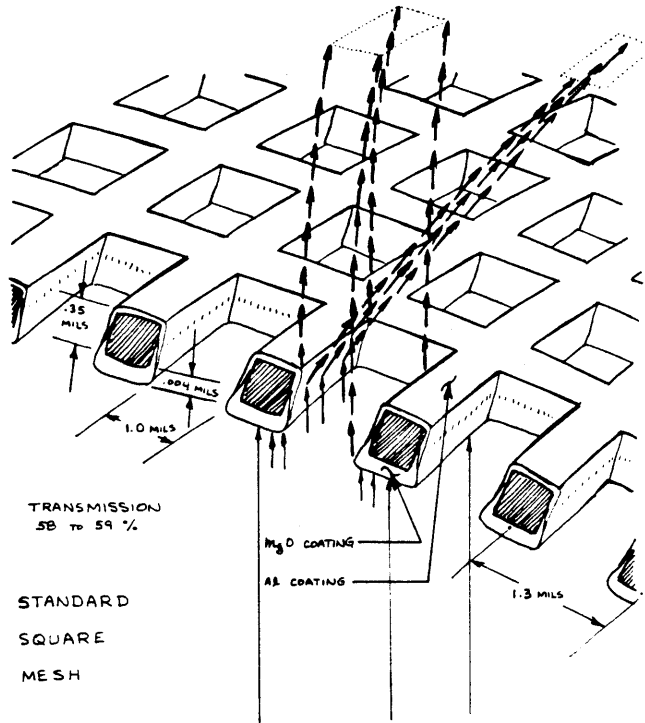 .35
MILS
.004 MILS
1.0 MILS
TRANSMISSION
58 TO 59 %
MgO COATING
Al COATING
1.3 MILS
STANDARD
SQUARE
MESH